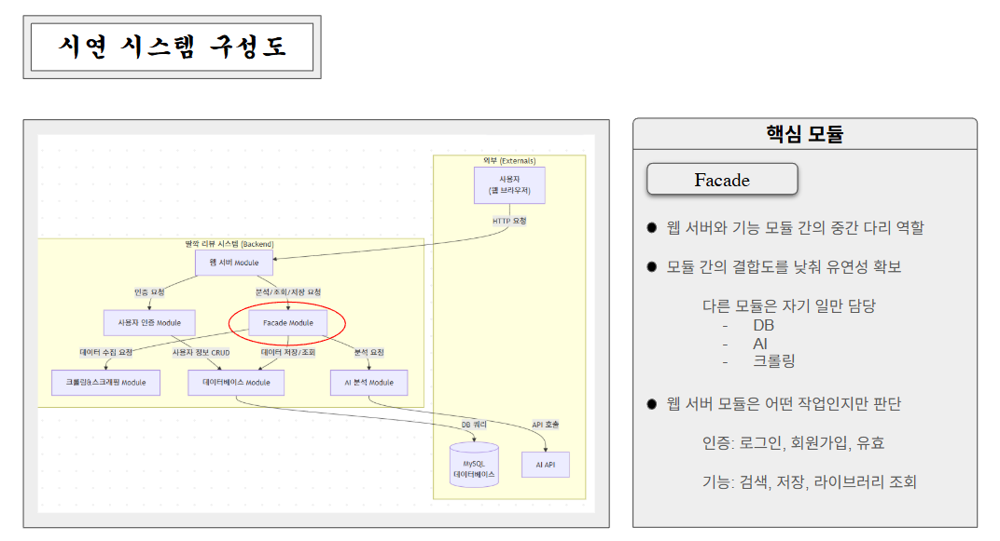 시연 시스템 구성도
외부 (Externals)
사용자
(웹 브라우저)
HTTP 요청
딸깍 리뷰 시스템 (Backend)
웹 서버 Module
인증 요청
분석/조회/저장 요청
사용자 인증 Module
Facade Module
데이터 수집 요청
사용자 정보 CRUD
데이터 저장/조회
분석 요청
크롤링&스크래핑 Module
데이터베이스 Module
AI 분석 Module
DB 쿼리
API 호출
MySQL
데이터베이스
AI API
핵심 모듈
Facade
● 웹 서버와 기능 모듈 간의 중간 다리 역할
● 모듈 간의 결합도를 낮춰 유연성 확보
다른 모듈은 자기 일만 담당
- DB
- AI
- 크롤링
● 웹 서버 모듈은 어떤 작업인지만 판단
인증: 로그인, 회원가입, 유효
기능: 검색, 저장, 라이브러리 조회